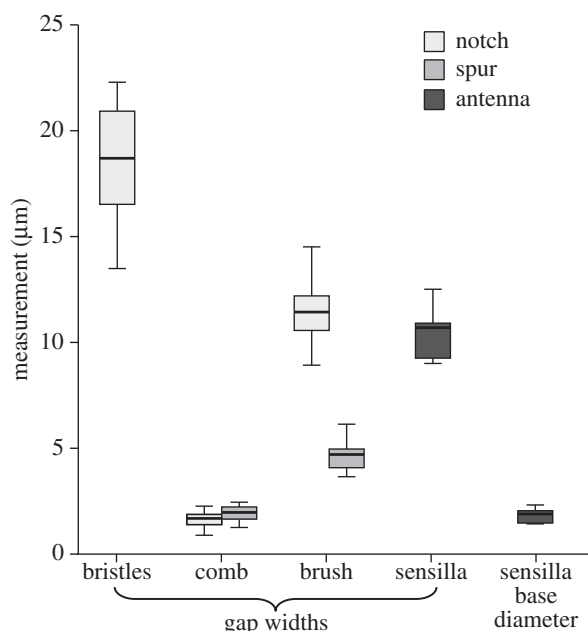 25
20
15
10
5
0
measurement (µm)
notch
spur
antenna
bristles comb brush sensilla sensilla
base
diameter
gap widths